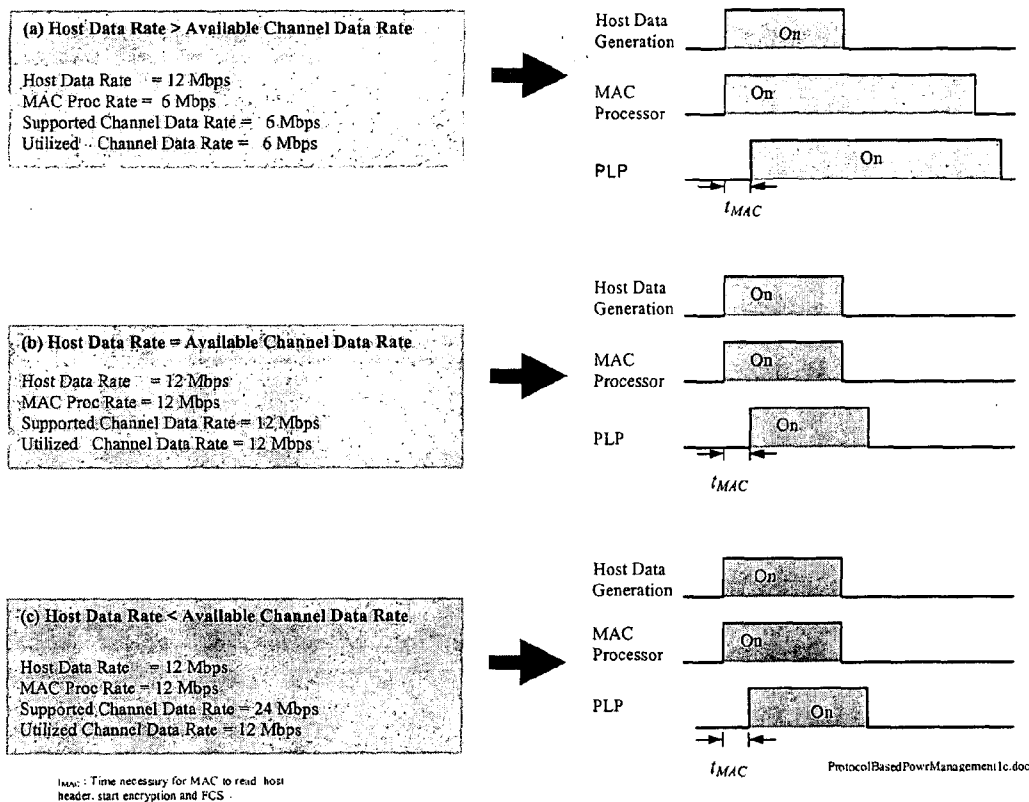 (a) Host Data Rate > Available Channel Data Rate
Host Data Rate = 12 Mbps
MAC Proc Rate = 6 Mbps
Supported Channel Data Rate = 6 Mbps
Utilized Channel Data Rate = 6 Mbps
Host Data
Generation
On
MAC
Processor
On
PLP
On
tMAC
(b) Host Data Rate = Available Channel Data Rate
Host Data Rate = 12 Mbps
MAC Proc Rate = 12 Mbps
Supported Channel Data Rate = 12 Mbps
Utilized Channel Data Rate = 12 Mbps
Host Data
Generation
On
MAC
Processor
On
PLP
On
tMAC
(c) Host Data Rate < Available Channel Data Rate
Host Data Rate = 12 Mbps
MAC Proc Rate = 12 Mbps
Supported Channel Data Rate = 24 Mbps
Utilized Channel Data Rate = 12 Mbps
Host Data
Generation
On
MAC
Processor
On
PLP
On
tMAC
tMAC : Time necessary for MAC to read host
header, start encryption and FCS
ProtocolBasedPowrManagement1c.doc